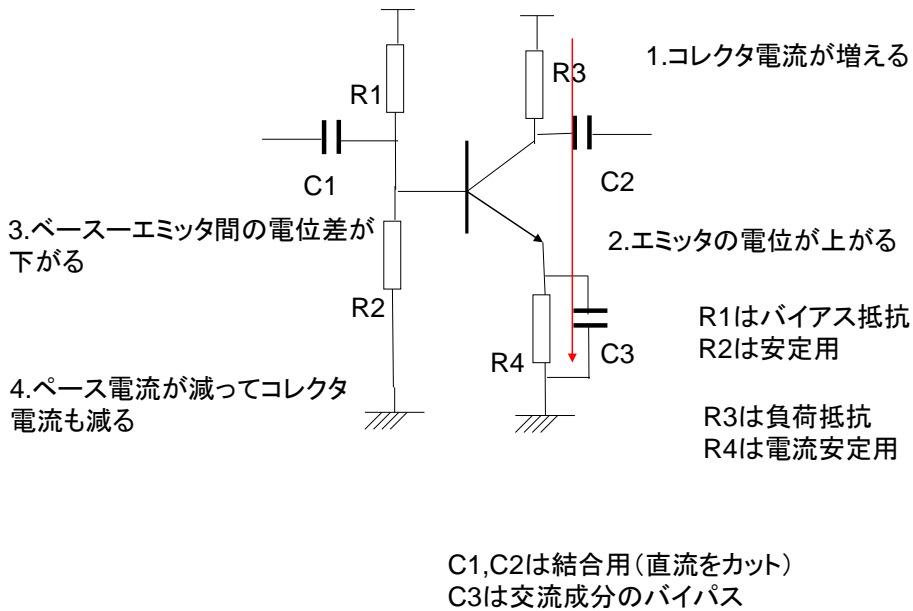 1.コレクタ電流が増える
R1
R3
C1
C2
3.ベースーエミッタ間の電位差が
下がる
2.エミッタの電位が上がる
R2
R4
C3
R1はバイアス抵抗
R2は安定用
4.ペース電流が減ってコレクタ
電流も減る
R3は負荷抵抗
R4は電流安定用
C1,C2は結合用(直流をカット)
C3は交流成分のバイパス